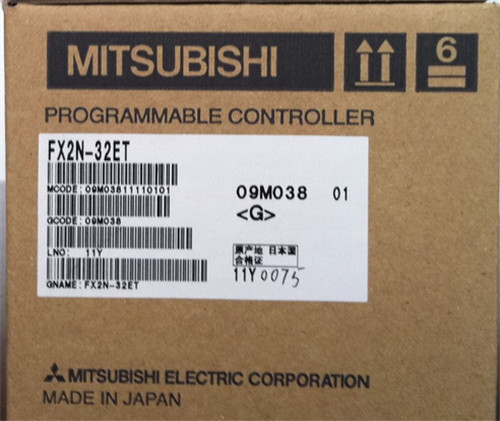 MITSUBISHI
6
PROGRAMMABLE CONTROLLER
FX2N-32ET
MCODE: 09M03811110101
09M038 01
GCODE: 09M038
<G>
LNO: 11Y
原产地 日本国
合格证
11Y0075
GNAME: FX2N-32ET
MITSUBISHI ELECTRIC CORPORATION
MADE IN JAPAN